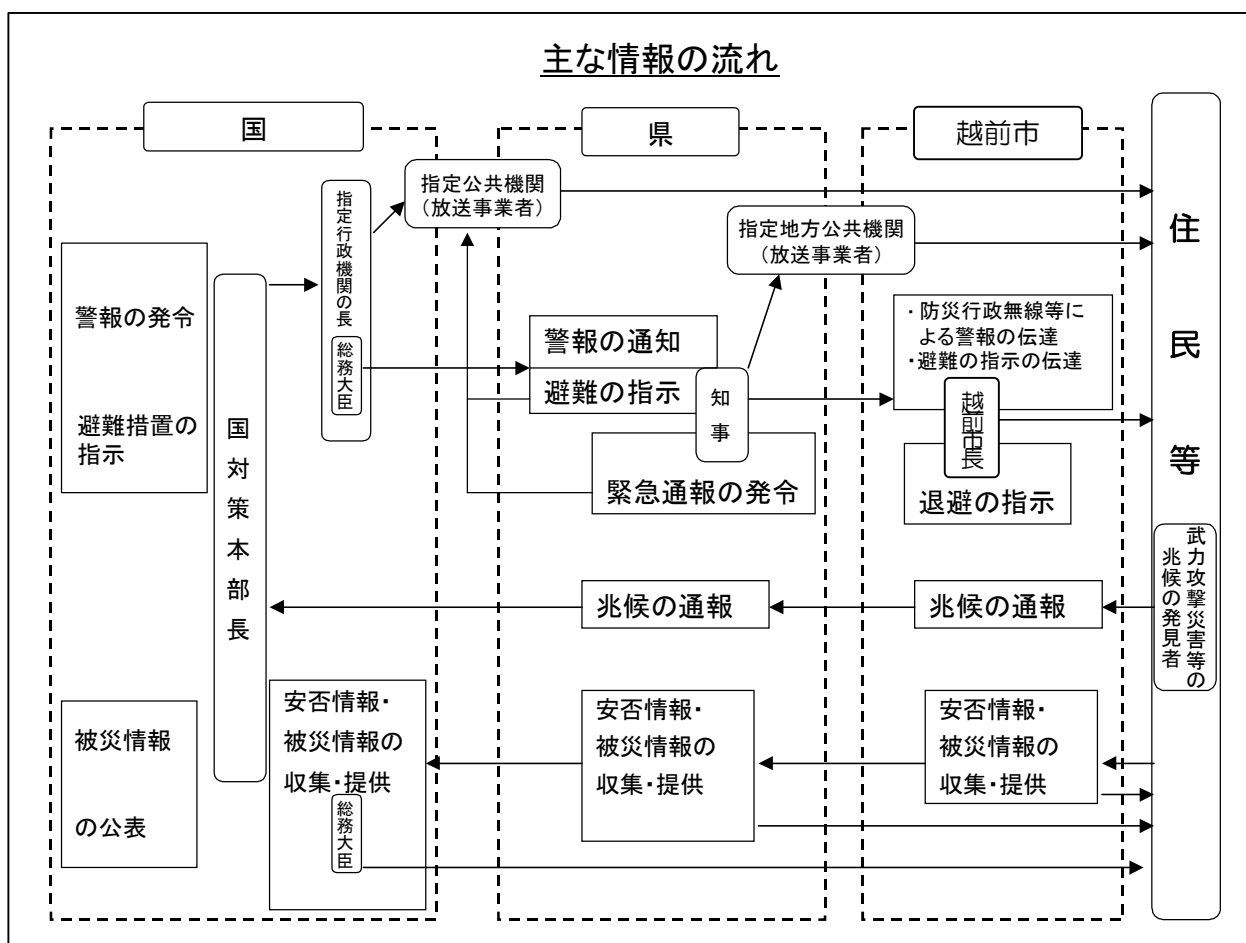 主な情報の流れ
国
県
越前市
指定公共機関
（放送事業者）
指定地方公共機関
（放送事業者）
指定行政機関の長
総務大臣
警報の発令
避難措置の
指示
国対策本部長
警報の通知
避難の指示
知事
緊急通報の発令
・防災行政無線等に
よる警報の伝達
・避難の指示の伝達
越前市長
退避の指示
住民等
武力攻撃災害等の
兆候の発見者
兆候の通報
兆候の通報
被災情報
の公表
安否情報・
被災情報の
収集・提供
総務大臣
安否情報・
被災情報の
収集・提供
安否情報・
被災情報の
収集・提供